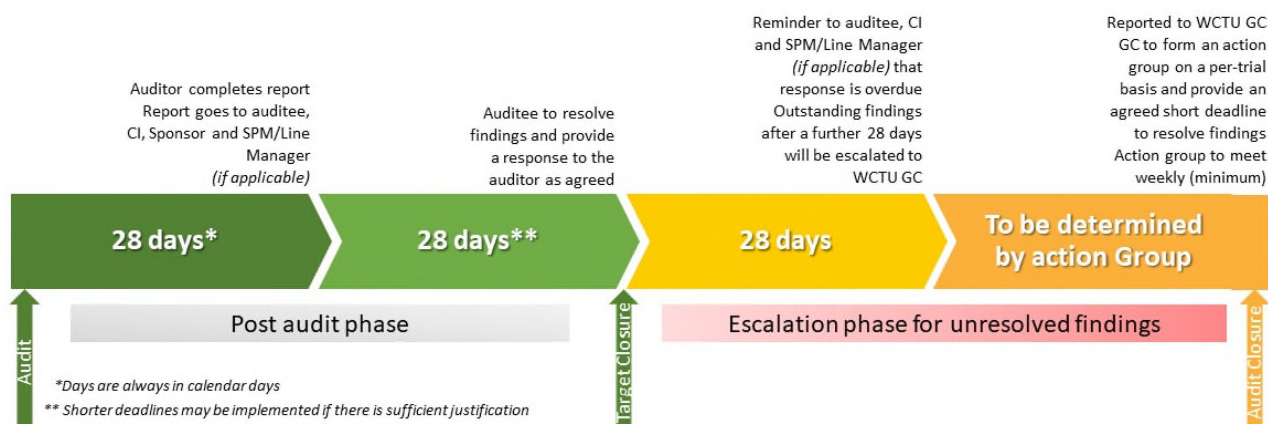 Auditor completes report
Report goes to auditee,
CI, Sponsor and SPM/Line
Manager
(if applicable)
Auditee to resolve
findings and provide
a response to the
auditor as agreed
Reminder to auditee, CI
and SPM/Line Manager
(if applicable) that
response is overdue
Outstanding findings
after a further 28 days
will be escalated to
WCTU GC
Reported to WCTU GC
GC to form an action
group on a per-trial
basis and provide an
agreed short deadline
to resolve findings
Action group to meet
weekly (minimum)
28 days*
28 days**
28 days
To be determined
by action Group
Audit
Post audit phase
Target Closure
Escalation phase for unresolved findings
Audit Closure
*Days are always in calendar days
** Shorter deadlines may be implemented if there is sufficient justification